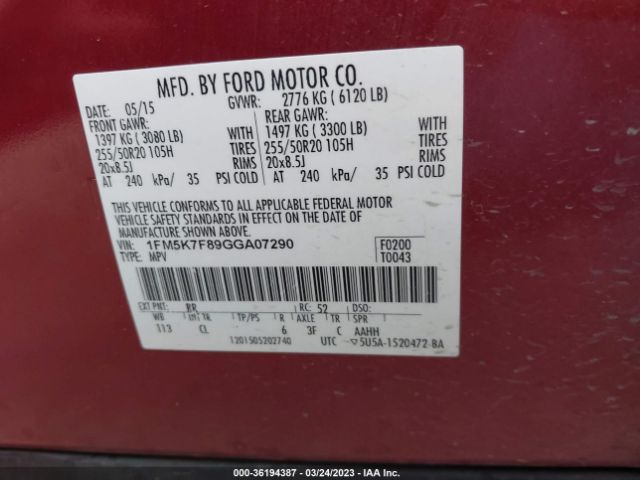 MFD. BY FORD MOTOR CO.
DATE: 05/15 GVWR: 2776 KG ( 6120 LB)
FRONT GAWR: REAR GAWR:
1397 KG ( 3080 LB) WITH 1497 KG ( 3300 LB) WITH
255/50R20 105H TIRES 255/50R20 105H TIRES
20x8.5J RIMS 20x8.5J RIMS
AT 240 kPa/ 35 PSI COLD AT 240 kPa/ 35 PSI COLD
THIS VEHICLE CONFORMS TO ALL APPLICABLE FEDERAL MOTOR
VEHICLE SAFETY STANDARDS IN EFFECT ON THE DATE OF
MANUFACTURE SHOWN ABOVE.
VIN: 1FM5K7F89GGA07290 F0200
TYPE: MPV T0043
EXT PNT: RR RC: 52 DSO:
WB INT TR TP/PS R AXLE TR SPR
113 CL 6 3F C AAHH
1201505202740 UTC ▽5U5A-1520472-BA
© - 36194387 - 03/24/2023 - IAA Inc.